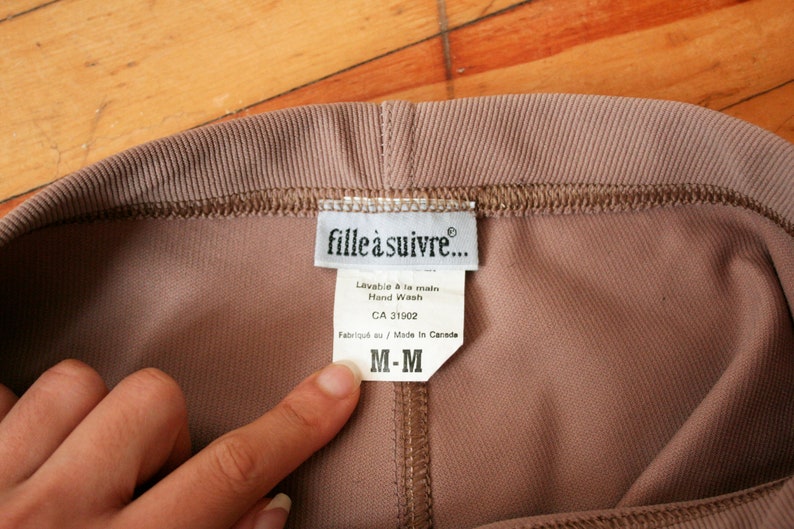 fille à suivre...®
Lavable à la main
Hand Wash
CA 31902
Fabriqué au / Made In Canada
M-M